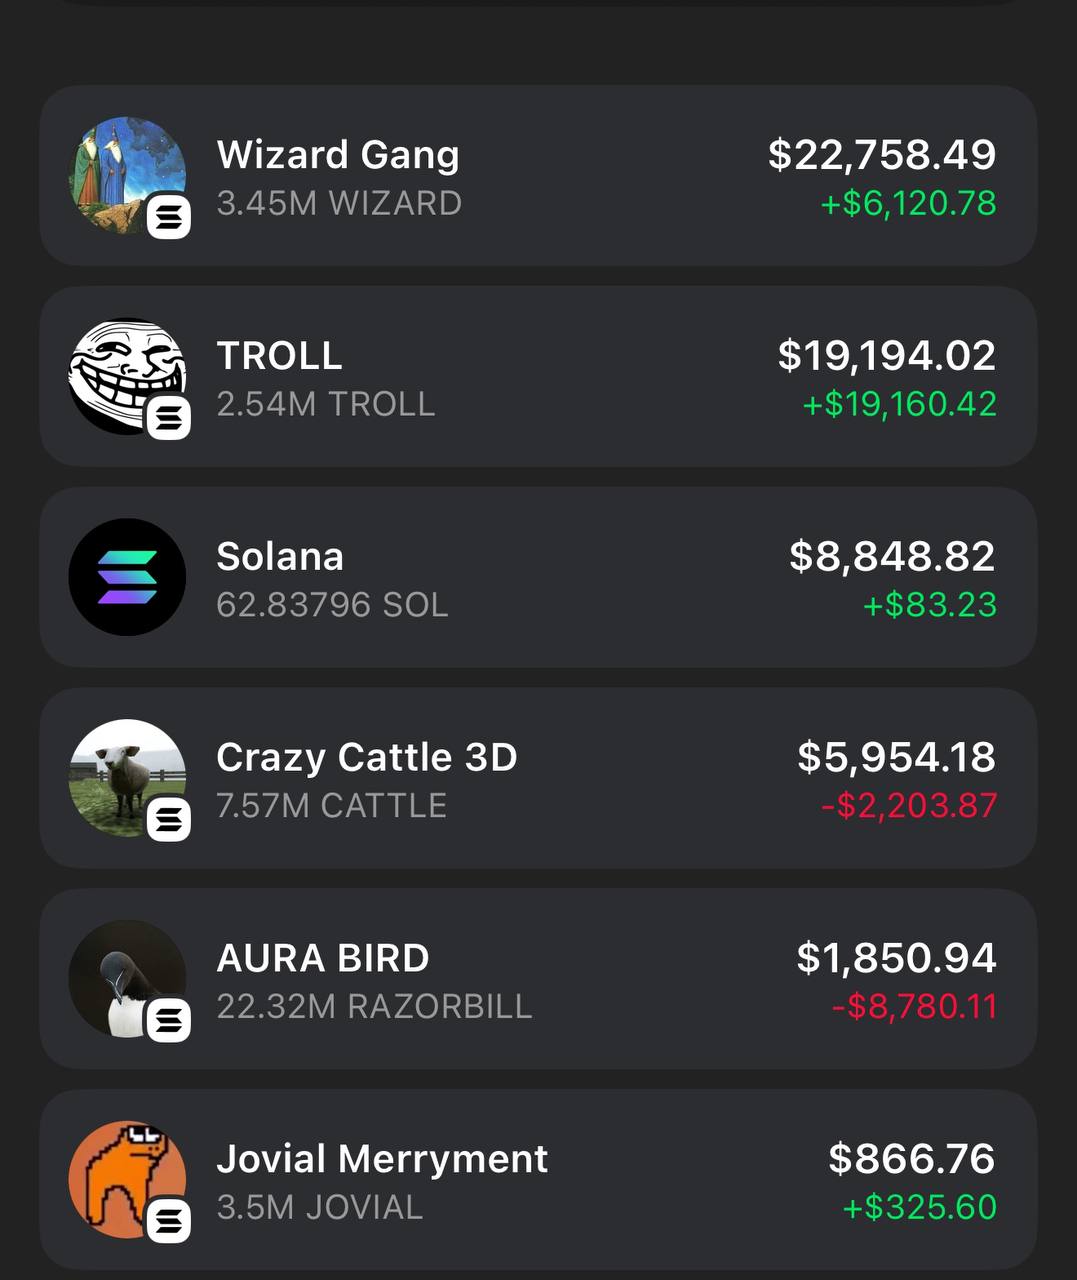 Wizard Gang
$22,758.49
3.45M WIZARD
+$6,120.78
TROLL
$19,194.02
2.54M TROLL
+$19,160.42
Solana
$8,848.82
62.83796 SOL
+$83.23
Crazy Cattle 3D
$5,954.18
7.57M CATTLE
-$2,203.87
AURA BIRD
$1,850.94
22.32M RAZORBILL
-$8,780.11
Jovial Merryment
$866.76
3.5M JOVIAL
+$325.60